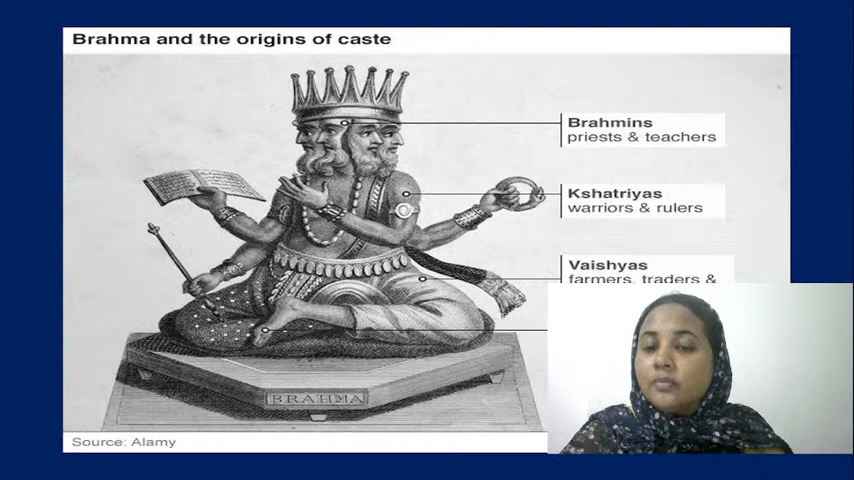 Brahma and the origins of caste
Brahmins
priests & teachers
Kshatriyas
warriors & rulers
Vaishyas
farmers, traders &
BRAHMA
Source: Alamy